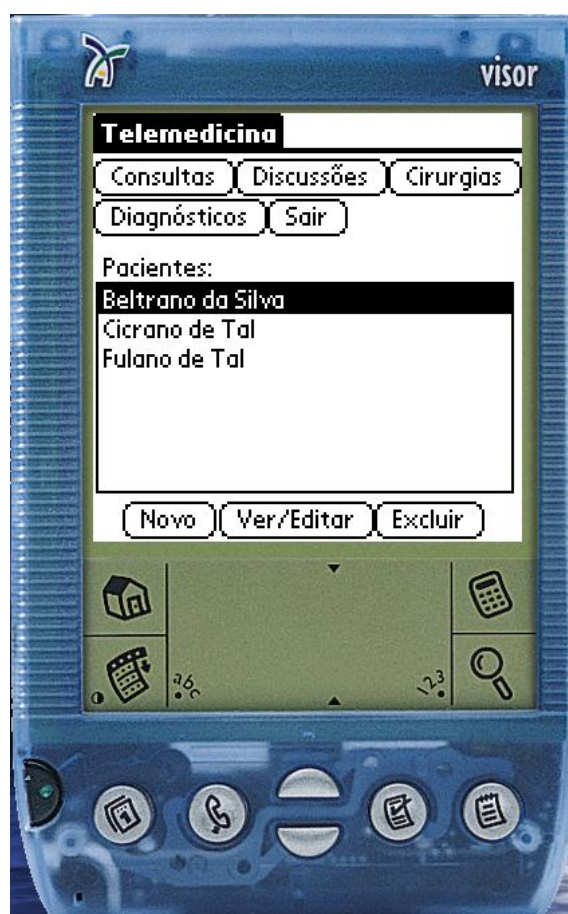 visor
Telemedicina
Consultas Discussões Cirurgias
Diagnósticos Sair
Pacientes:
Beltrano da Silva
Cicrano de Tal
Fulano de Tal
Novo Ver/Editar Excluir
abc 123